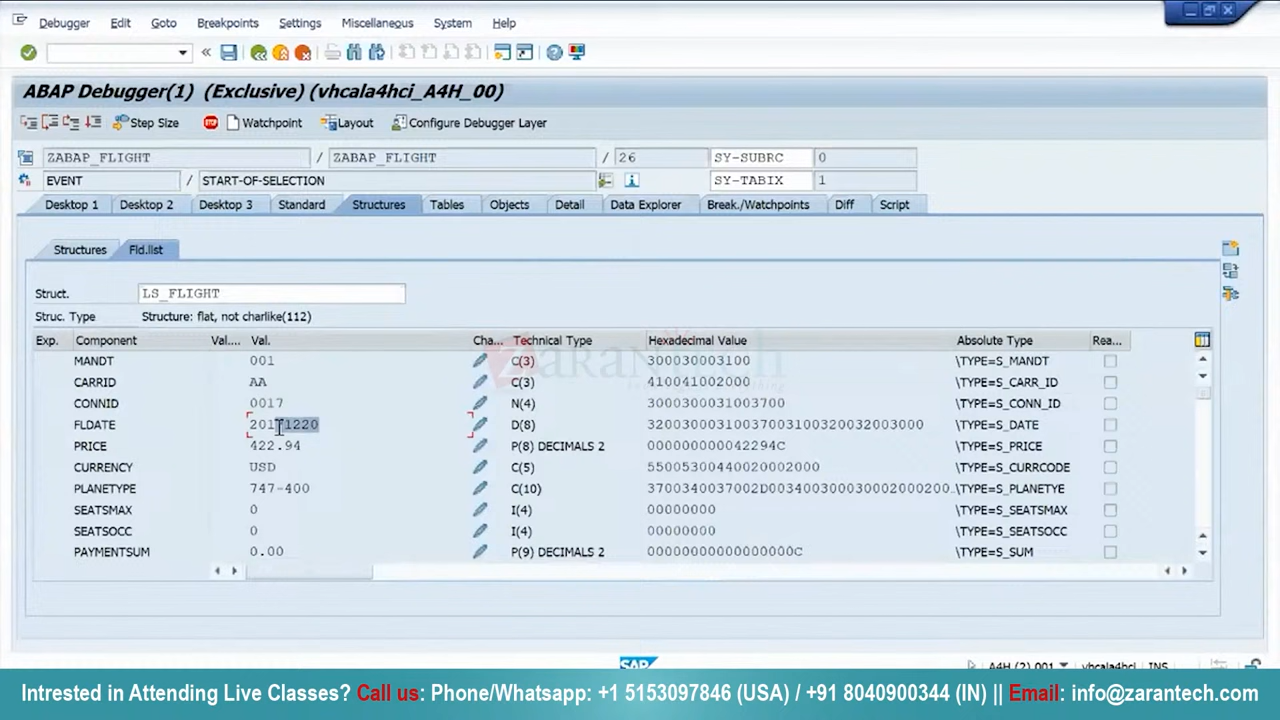 Debugger Edit Goto Breakpoints Settings Miscellaneous System Help
ABAP Debugger(1) (Exclusive) (vhcala4hci_A4H_00)
Step Size STOP Watchpoint Layout Configure Debugger Layer
ZABAP_FLIGHT / ZABAP_FLIGHT / 26 SY-SUBRC 0
EVENT / START-OF-SELECTION SY-TABIX 1
Desktop 1 Desktop 2 Desktop 3 Standard Structures Tables Objects Detail Data Explorer Break./Watchpoints Diff Script
Structures Fld.list
Struct. LS_FLIGHT
Struc. Type Structure: flat, not charlike(112)
Exp. Component Val.... Val. Cha... Technical Type Hexadecimal Value Absolute Type Rea...
MANDT 001 C(3) 300030003100 \TYPE=S_MANDT
ZARANTECH
CARRID AA C(3) 410041002000 \TYPE=S_CARR_ID
CONNID 0017 N(4) 3000300031003700 \TYPE=S_CONN_ID
FLDATE D(8) 32003000310037003100320032003000 \TYPE=S_DATE
PRICE 422.94 P(8) DECIMALS 2 000000000042294C \TYPE=S_PRICE
CURRENCY USD C(5) 55005300440020002000 \TYPE=S_CURRCODE
PLANETYPE 747-400 C(10) 3700340037002D003400300030002000200... \TYPE=S_PLANETYE
SEATSMAX 0 I(4) 00000000 \TYPE=S_SEATSMAX
SEATSOCC 0 I(4) 00000000 \TYPE=S_SEATSOCC
PAYMENTSUM 0.00 P(9) DECIMALS 2 00000000000000000C \TYPE=S_SUM
SAP A4H (2) 001 vhcala4hci INS
Intrested in Attending Live Classes? Call us: Phone/Whatsapp: +1 5153097846 (USA) / +91 8040900344 (IN) || Email: info@zarantech.com